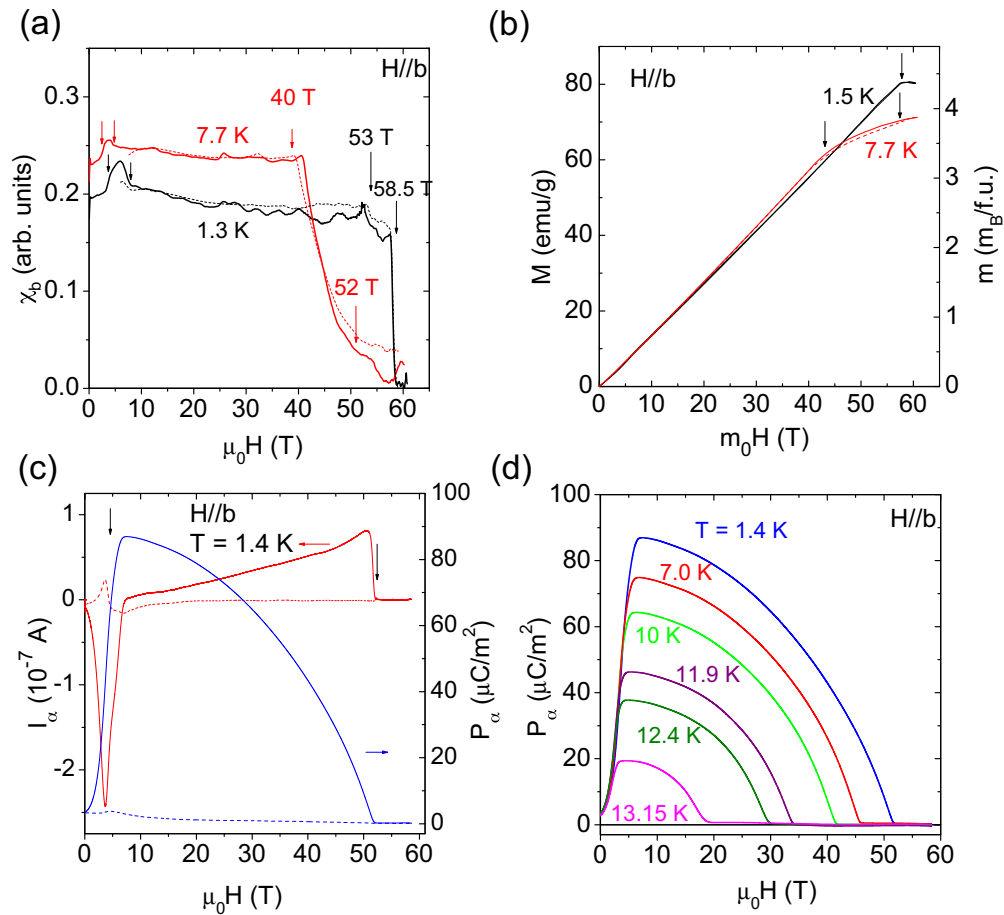 (a)
H//b
0.3
0.2
0.1
0.0
χb (arb. units)
40 T
7.7 K
53 T
58.5 T
1.3 K
52 T
0 10 20 30 40 50 60
μ0H (T)
(b)
H//b
80
60
40
20
0
M (emu/g)
1.5 K
7.7 K
4
3
2
1
0
m (mB/f.u.)
0 10 20 30 40 50 60
m0H (T)
(c)
H//b
T = 1.4 K
1
0
-1
-2
Iα (10-7 A)
100
80
60
40
20
0
Pα (μC/m2)
0 10 20 30 40 50 60
μ0H (T)
(d)
H//b
100
80
60
40
20
0
Pα (μC/m2)
T = 1.4 K
7.0 K
10 K
11.9 K
12.4 K
13.15 K
0 10 20 30 40 50 60
μ0H (T)